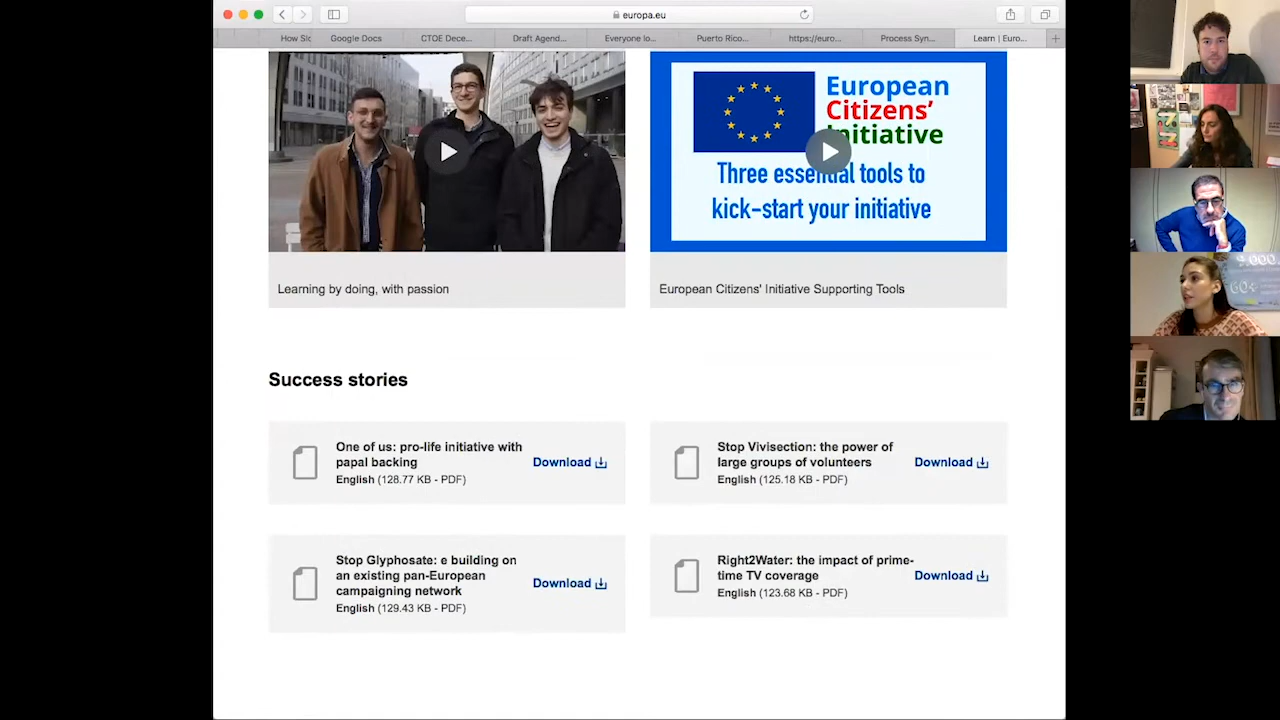 europa.eu
How Slo
Google Docs
CTOE Dece...
Draft Agend...
Everyone lo...
Puerto Rico...
https://euro...
Process Syn...
Learn | Euro...
European
Citizens'
Initiative
Three essential tools to
kick-start your initiative
Learning by doing, with passion
European Citizens' Initiative Supporting Tools
Success stories
One of us: pro-life initiative with
papal backing
English (128.77 KB - PDF)
Download
Stop Vivisection: the power of
large groups of volunteers
English (125.18 KB - PDF)
Download
Stop Glyphosate: e building on
an existing pan-European
campaigning network
English (129.43 KB - PDF)
Download
Right2Water: the impact of prime-
time TV coverage
English (123.68 KB - PDF)
Download